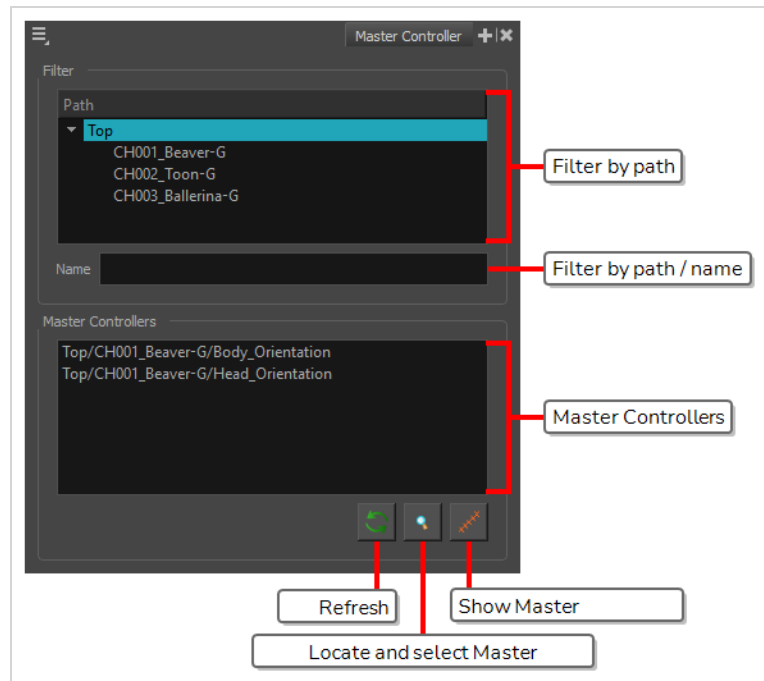 Master Controller
Filter
Path
Top
CH001_Beaver-G
CH002_Toon-G
CH003_Ballerina-G
Filter by path
Name
Filter by path / name
Master Controllers
Top/CH001_Beaver-G/Body_Orientation
Top/CH001_Beaver-G/Head_Orientation
Master Controllers
Refresh
Show Master
Locate and select Master